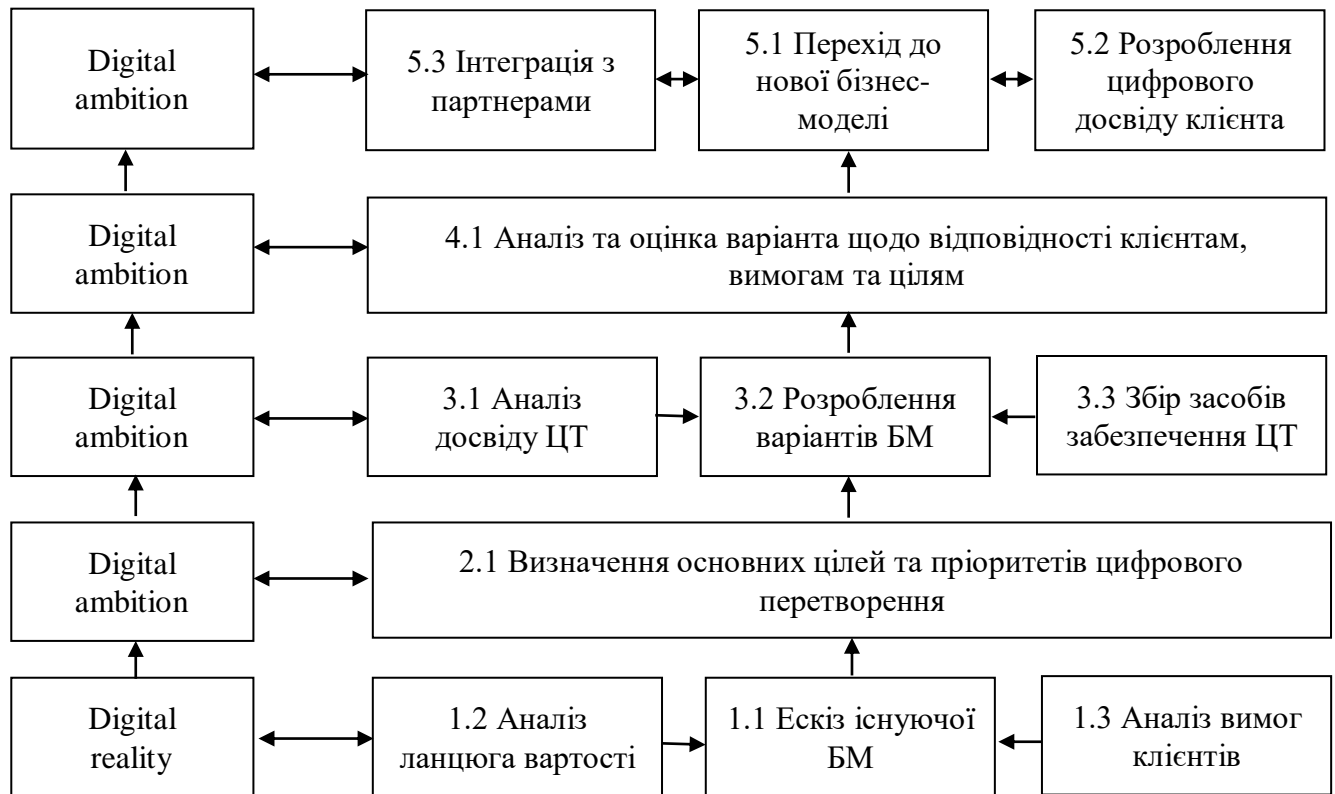 Digital
ambition
5.3 Інтеграція з
партнерами
5.1 Перехід до
нової бізнес-
моделі
5.2 Розроблення
цифрового
досвіду клієнта
Digital
ambition
4.1 Аналіз та оцінка варіанта щодо відповідності клієнтам,
вимогам та цілям
Digital
ambition
3.1 Аналіз
досвіду ЦТ
3.2 Розроблення
варіантів БМ
3.3 Збір засобів
забезпечення ЦТ
Digital
ambition
2.1 Визначення основних цілей та пріоритетів цифрового
перетворення
Digital
reality
1.2 Аналіз
ланцюга вартості
1.1 Ескіз існуючої
БМ
1.3 Аналіз вимог
клієнтів